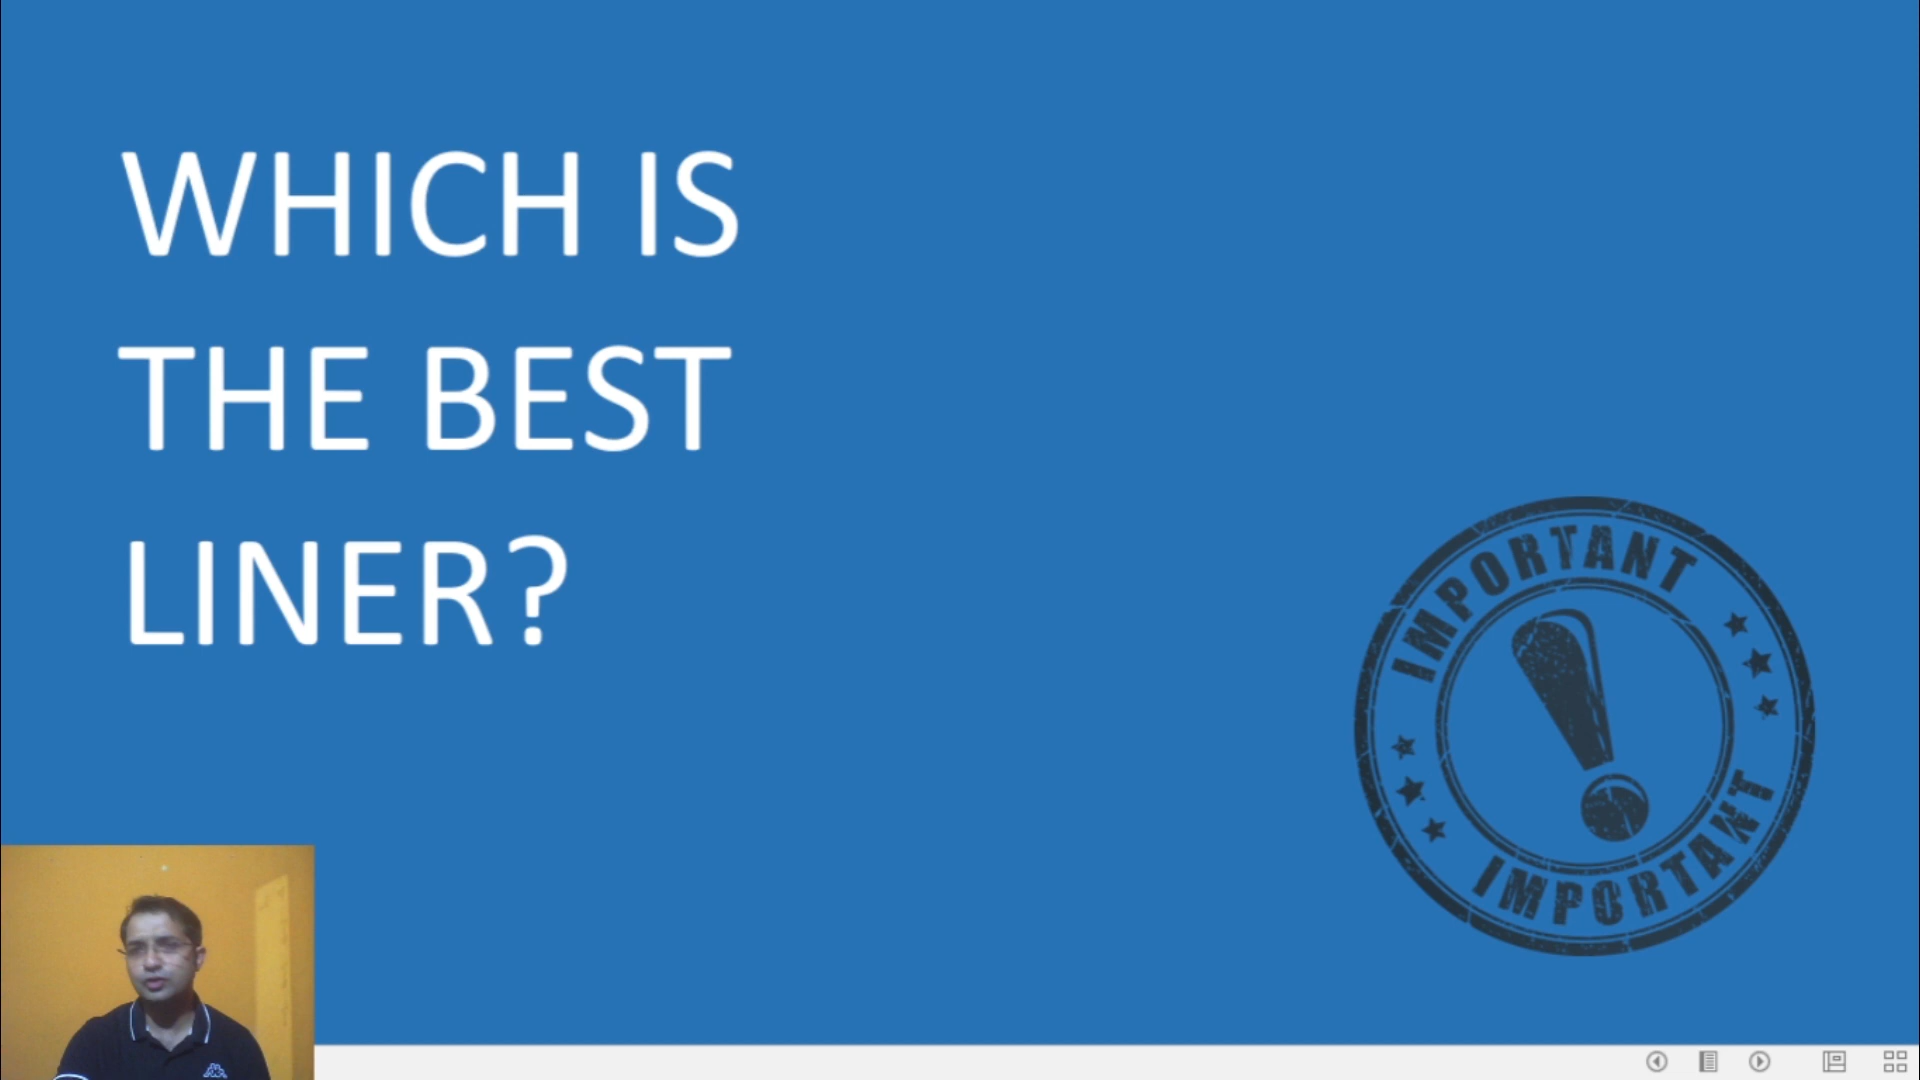 WHICH IS
THE BEST
LINER?
IMPORTANT
IMPORTANT